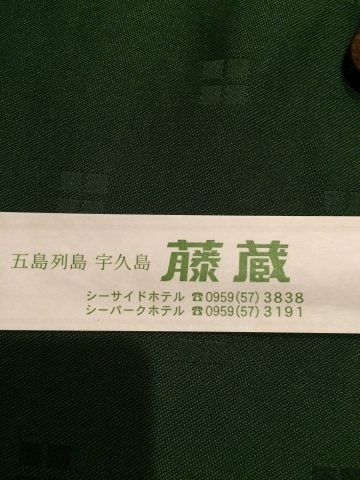 五島列島 宇久島 藤蔵
シーサイドホテル ☎0959(57)3838
シーパークホテル ☎0959(57)3191